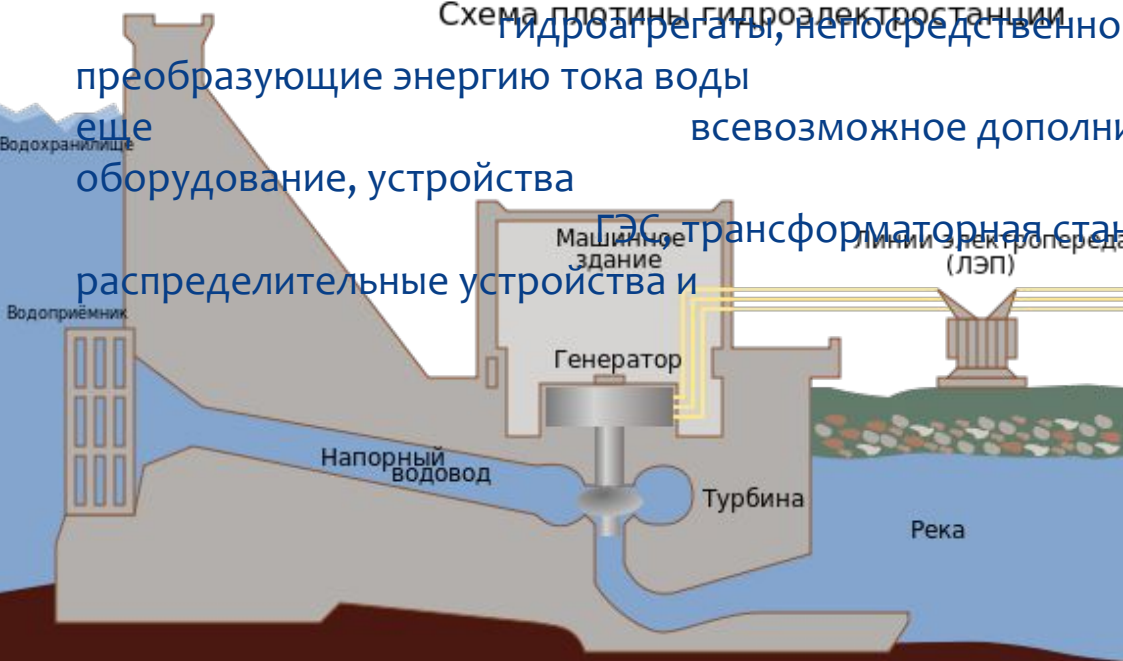 Схема плотины гидроэлектростанции
гидроагрегаты, непосредственно
преобразующие энергию тока воды
еще всевозможное дополни
Водохранилище
оборудование, устройства
ГЭС, трансформаторная стан
Машинное
здание
Линии электропереда
(ЛЭП)
распределительные устройства и
Водоприёмник
Генератор
Напорный
водовод
Турбина
Река